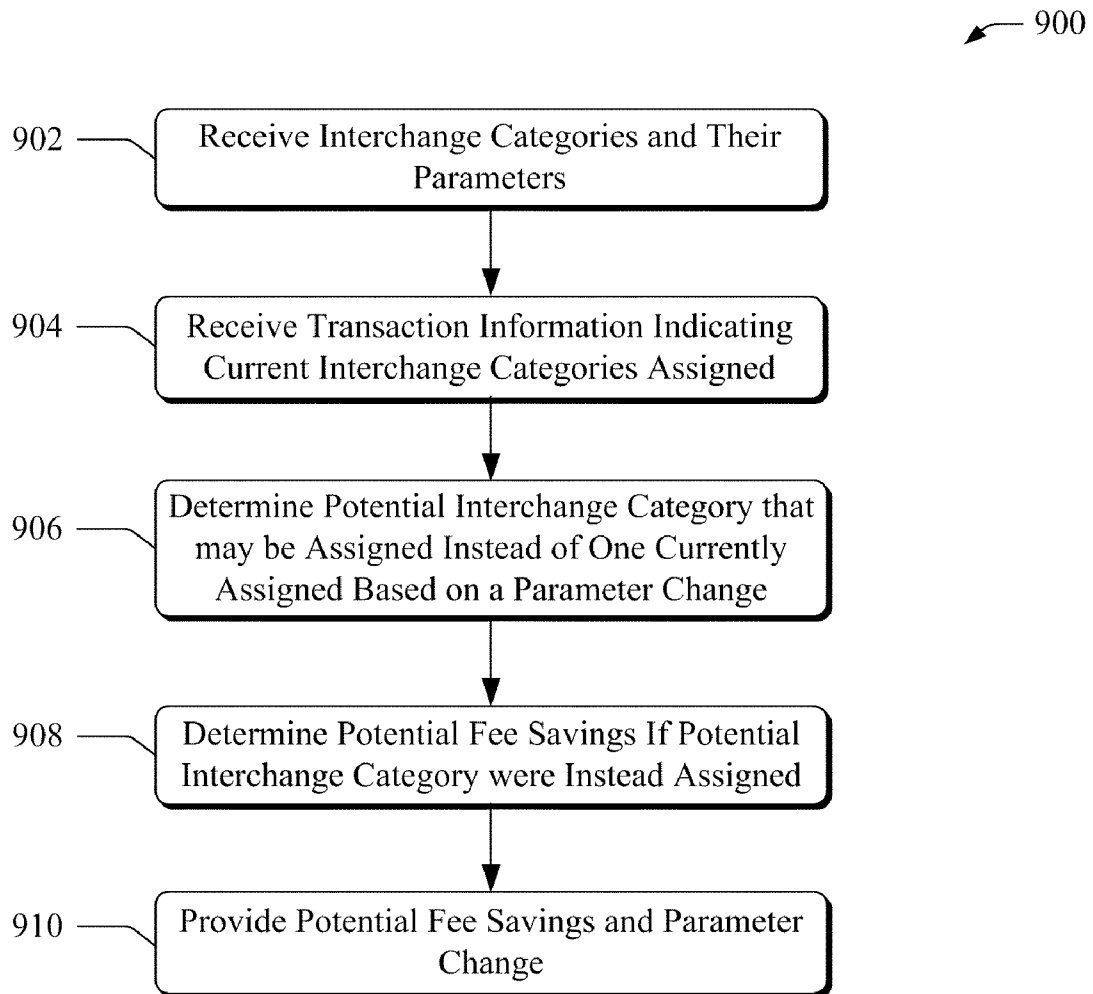 900
902
Receive Interchange Categories and Their
Parameters
904
Receive Transaction Information Indicating
Current Interchange Categories Assigned
906
Determine Potential Interchange Category that
may be Assigned Instead of One Currently
Assigned Based on a Parameter Change
908
Determine Potential Fee Savings If Potential
Interchange Category were Instead Assigned
910
Provide Potential Fee Savings and Parameter
Change